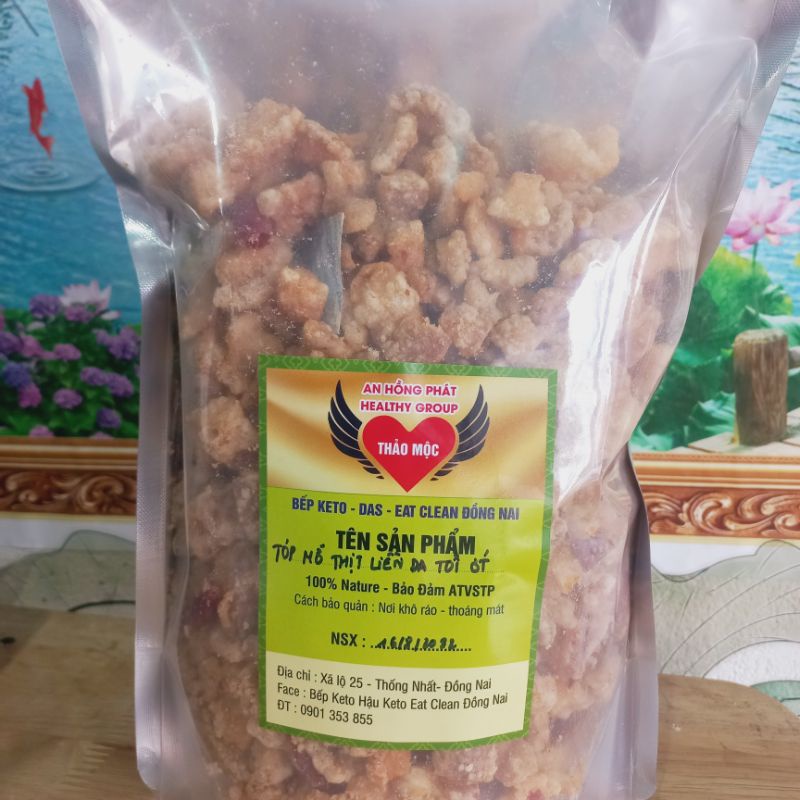 AN HỒNG PHÁT
HEALTHY GROUP
THẢO MỘC
BẾP KETO - DAS - EAT CLEAN ĐỒNG NAI
TÊN SẢN PHẨM
TÓP MỠ THỊT LIỀN DA TỎI ỚT
100% Nature - Bảo Đảm ATVSTP
Cách bảo quản : Nơi khô ráo - thoáng mát
NSX :
Địa chỉ : Xã lộ 25 - Thống Nhất- Đồng Nai
Face : Bếp Keto Hậu Keto Eat Clean Đồng Nai
ĐT : 0901 353 855